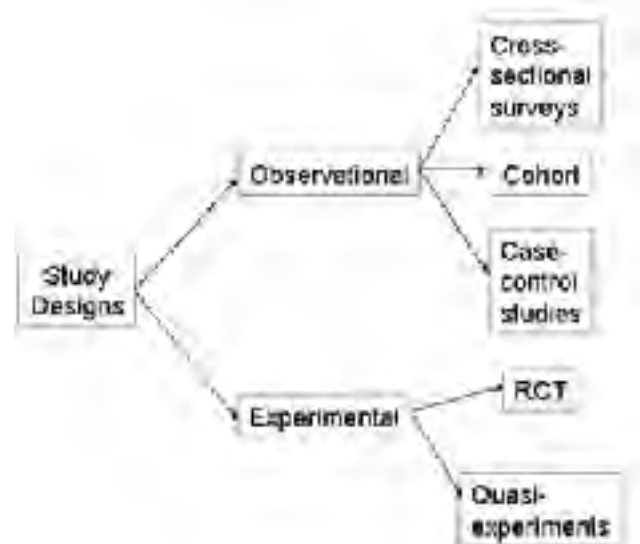 Cross-
sectional
surveys
Observational
Cohort
Study
Designs
Case-
control
studies
RCT
Experimental
Quasi-
experiments